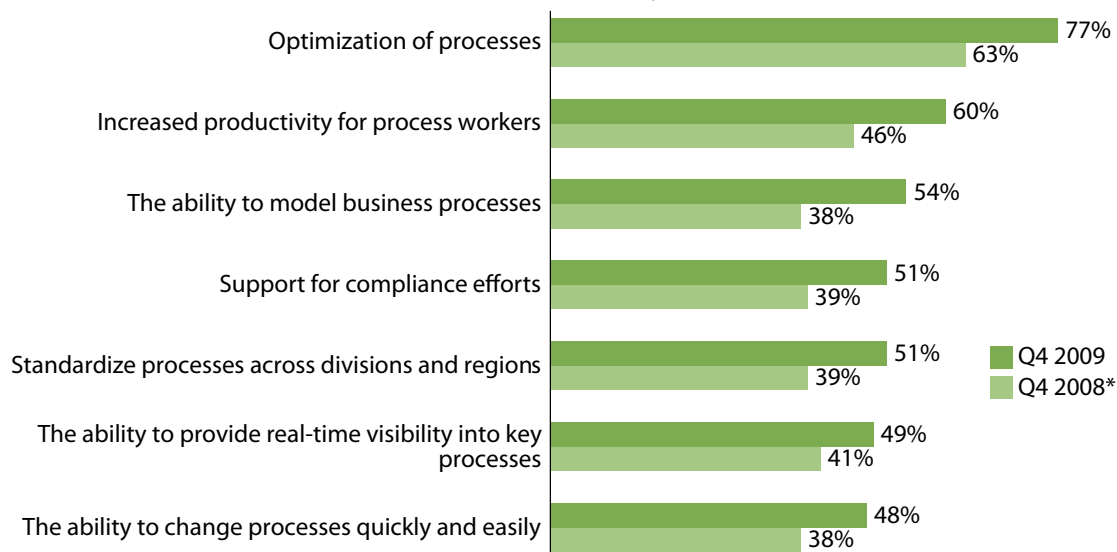 Optimization of processes
77%
63%
Increased productivity for process workers
60%
46%
The ability to model business processes
54%
38%
Support for compliance efforts
51%
39%
Standardize processes across divisions and regions
51%
39%
Q4 2009
Q4 2008*
The ability to provide real-time visibility into key
processes
49%
41%
The ability to change processes quickly and easily
48%
38%